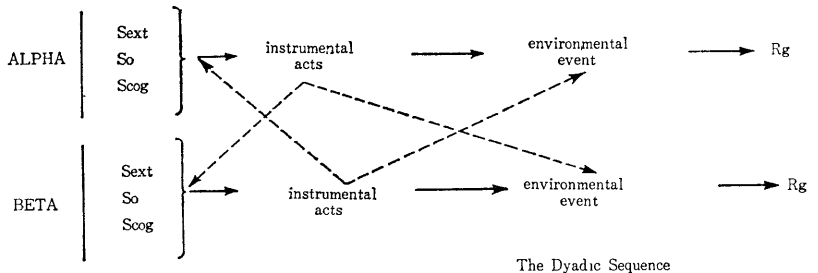 ALPHA
Sext
So
Scog
instrumental
acts
environmental
event
Rg
BETA
Sext
So
Scog
instrumental
acts
environmental
event
Rg
The Dyadic Sequence